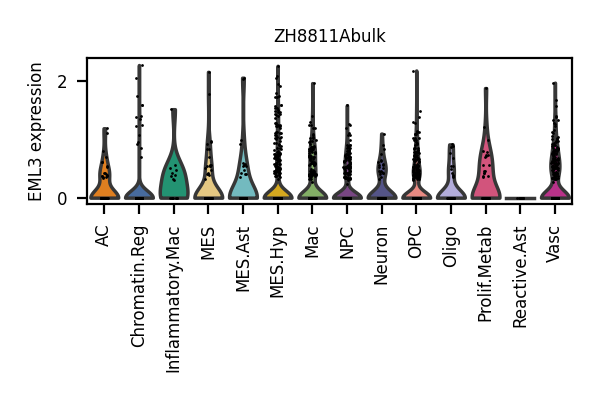 ZH8811Abulk
EML3 expression
2
0
AC
Chromatin.Reg
Inflammatory.Mac
MES
MES.Ast
MES.Hyp
Mac
NPC
Neuron
OPC
Oligo
Prolif.Metab
Reactive.Ast
Vasc